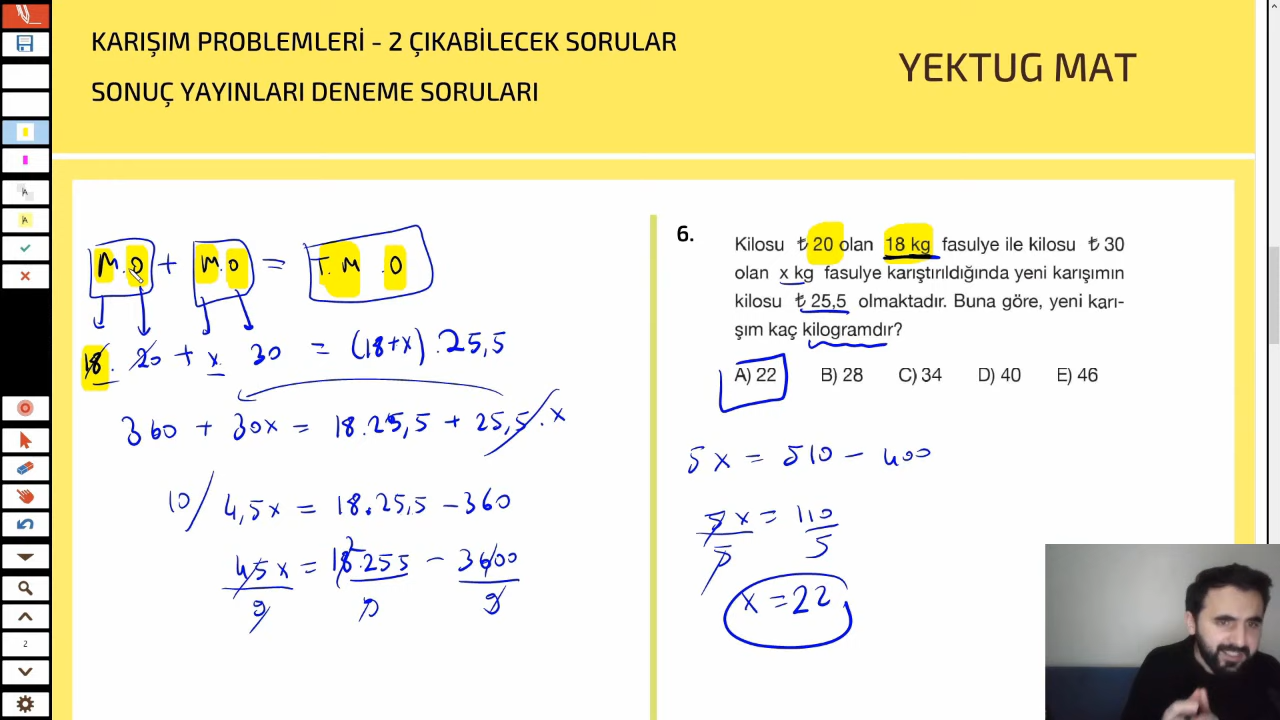 KARIŞIM PROBLEMLERİ - 2 ÇIKABİLECEK SORULAR
SONUÇ YAYINLARI DENEME SORULARI
YEKTUG MAT
M.O + M.O = T.M.O
18. 20 + x. 30 = (18+x).25,5
360 + 30x = 18.25,5 + 25,5.x
10/ 4,5x = 18.25,5 - 360
45x/9 = 18².255/9 - 3600/9
6.
Kilosu ₺ 20 olan 18 kg fasulye ile kilosu ₺ 30
olan x kg fasulye karıştırıldığında yeni karışımın
kilosu ₺ 25,5 olmaktadır. Buna göre, yeni karı-
şım kaç kilogramdır?
A) 22 B) 28 C) 34 D) 40 E) 46
5x = 510 - 400
5x/5 = 110/5
x = 22
2